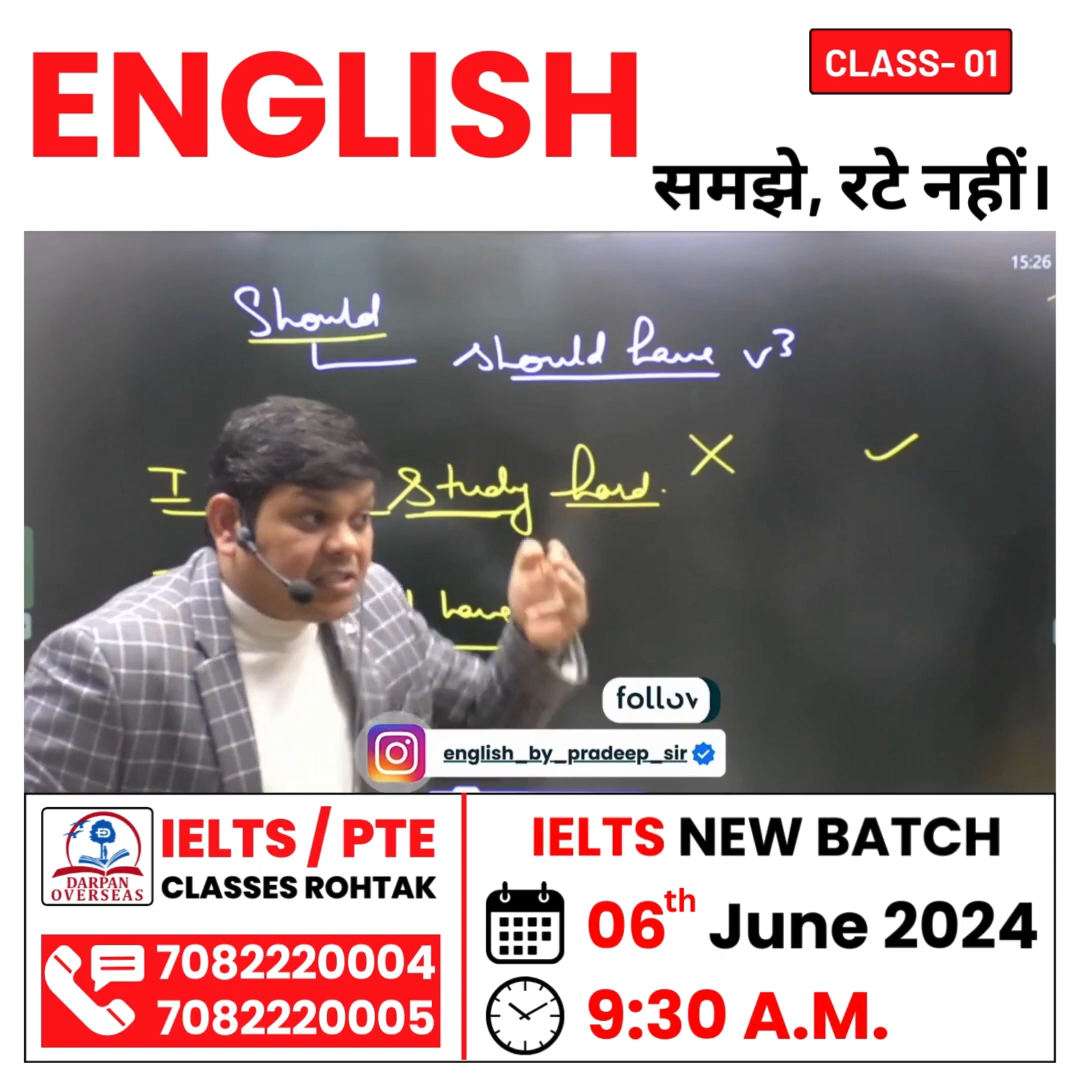 ENGLISH
CLASS- 01
समझे, रटे नहीं।
15:26
Should
should have v3
I study hard.
have
follov
english_by_pradeep_sir
DARPAN
OVERSEAS
IELTS / PTE
CLASSES ROHTAK
7082220004
7082220005
IELTS NEW BATCH
06th June 2024
9:30 A.M.